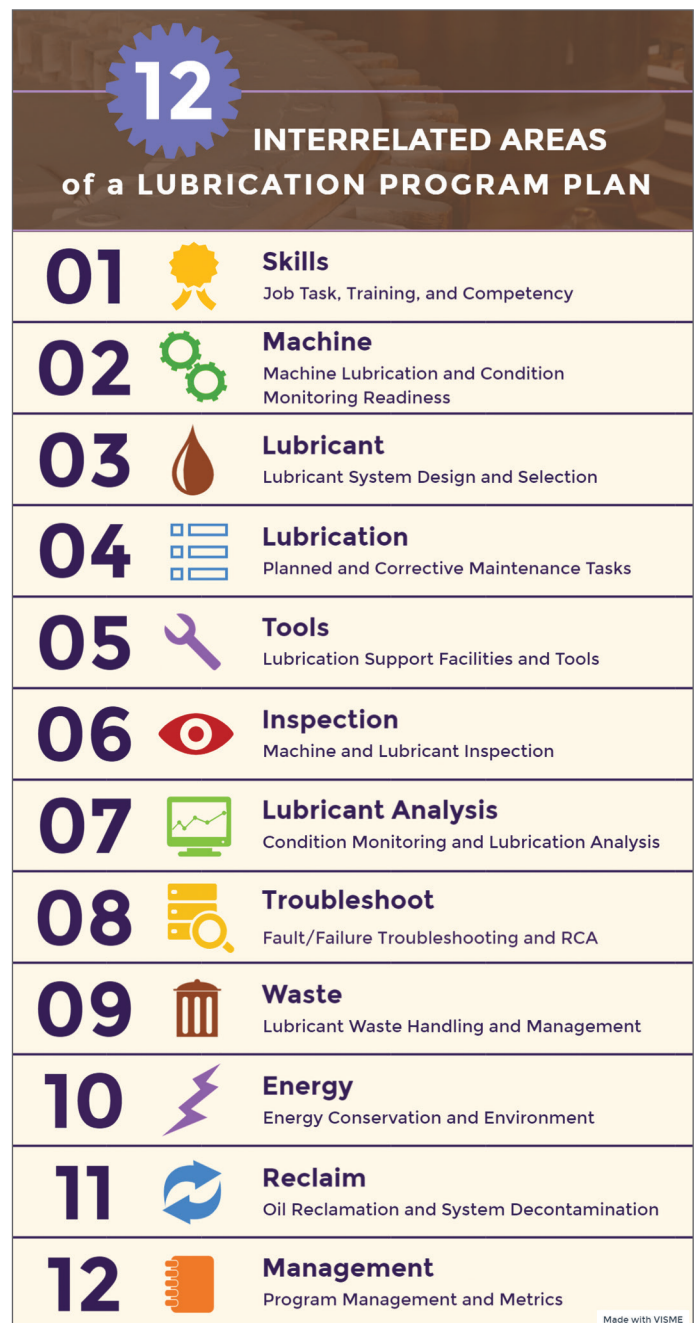 12
INTERRELATED AREAS
of a LUBRICATION PROGRAM PLAN
01
Skills
Job Task, Training, and Competency
02
Machine
Machine Lubrication and Condition
Monitoring Readiness
03
Lubricant
Lubricant System Design and Selection
04
Lubrication
Planned and Corrective Maintenance Tasks
05
Tools
Lubrication Support Facilities and Tools
06
Inspection
Machine and Lubricant Inspection
07
Lubricant Analysis
Condition Monitoring and Lubrication Analysis
08
Troubleshoot
Fault/Failure Troubleshooting and RCA
09
Waste
Lubricant Waste Handling and Management
10
Energy
Energy Conservation and Environment
11
Reclaim
Oil Reclamation and System Decontamination
12
Management
Program Management and Metrics
Made with VISME